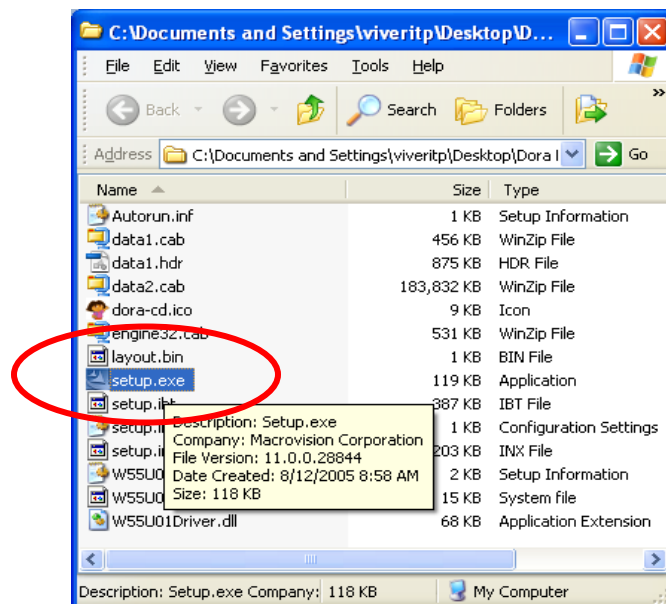 C:\Documents and Settings\viveritp\Desktop\D...
File Edit View Favorites Tools Help
Back Search Folders »
Address C:\Documents and Settings\viveritp\Desktop\Dora Go
Name Size Type
Autorun.inf 1 KB Setup Information
data1.cab 456 KB WinZip File
data1.hdr 875 KB HDR File
data2.cab 183,832 KB WinZip File
dora-cd.ico 9 KB Icon
engine32.cab 531 KB WinZip File
layout.bin 1 KB BIN File
setup.exe 119 KB Application
setup.ibt 387 KB IBT File
1 KB Configuration Settings
203 KB INX File
2 KB Setup Information
15 KB System file
W55U01Driver.dll 68 KB Application Extension
Description: Setup.exe
Company: Macrovision Corporation
File Version: 11.0.0.28844
Date Created: 8/12/2005 8:58 AM
Size: 118 KB
Description: Setup.exe Company: 118 KB My Computer